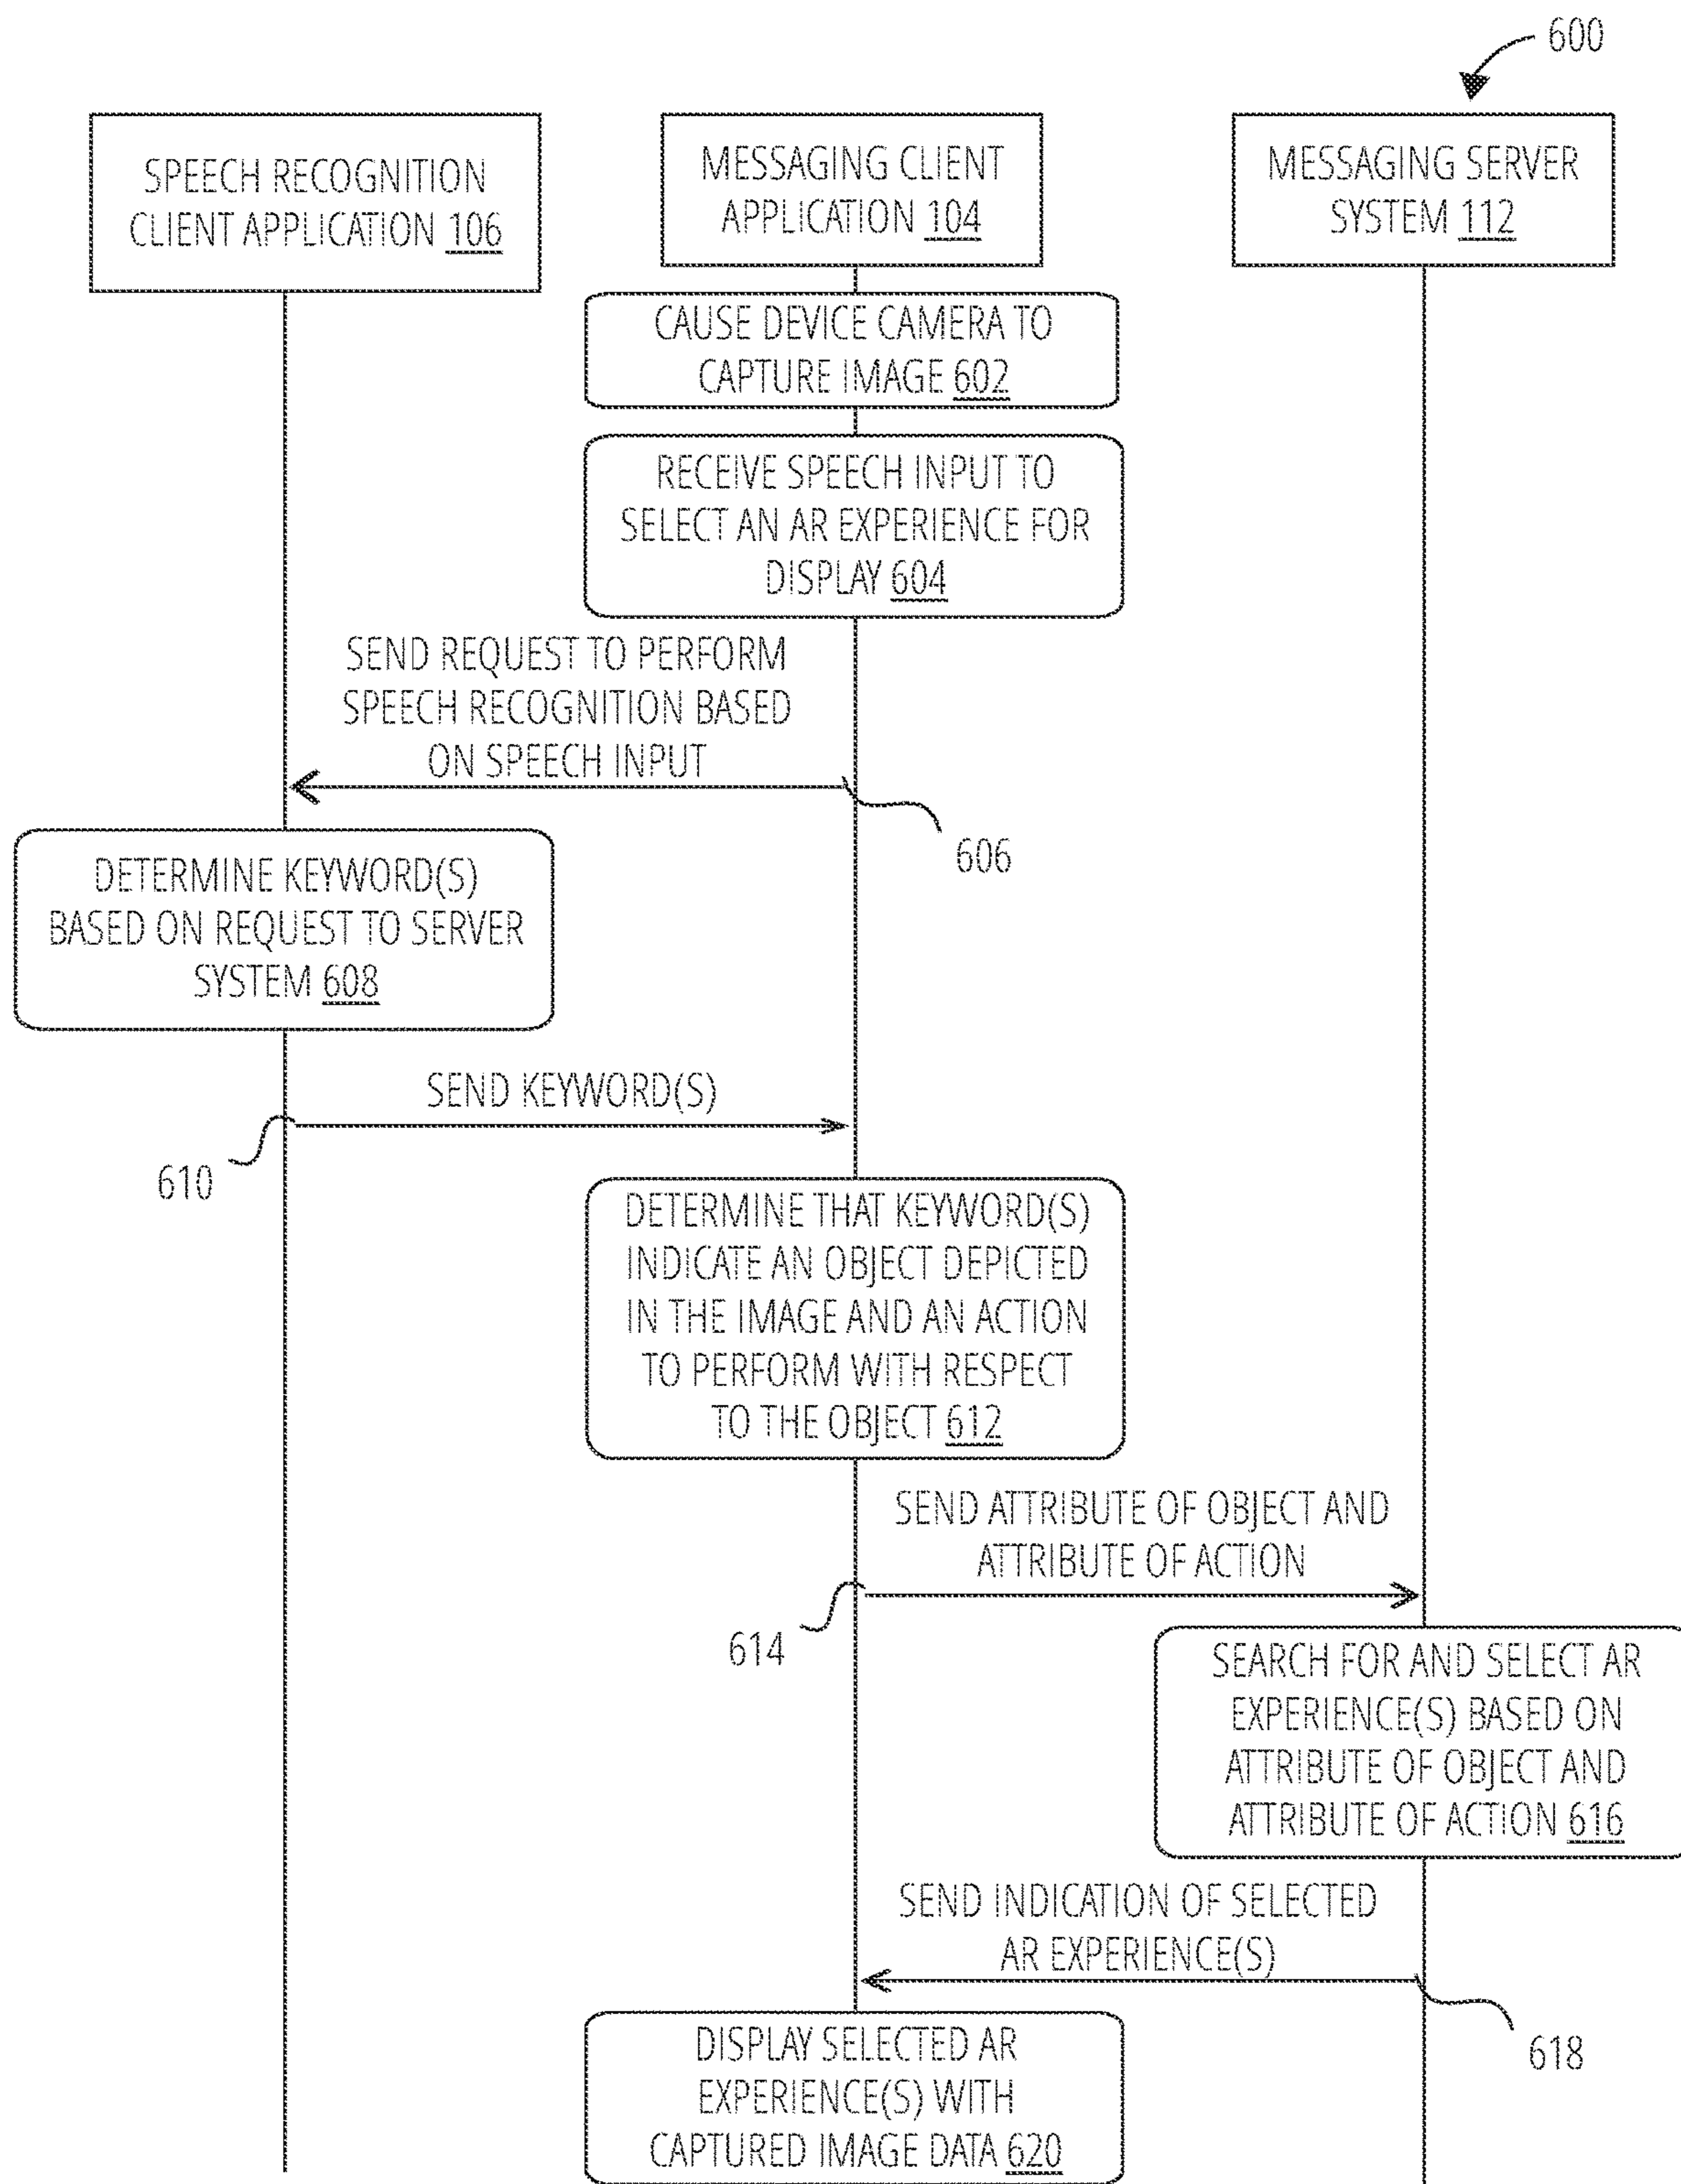 600
SPEECH RECOGNITION
CLIENT APPLICATION 106
MESSAGING CLIENT
APPLICATION 104
MESSAGING SERVER
SYSTEM 112
CAUSE DEVICE CAMERA TO
CAPTURE IMAGE 602
RECEIVE SPEECH INPUT TO
SELECT AN AR EXPERIENCE FOR
DISPLAY 604
SEND REQUEST TO PERFORM
SPEECH RECOGNITION BASED
ON SPEECH INPUT
606
DETERMINE KEYWORD(S)
BASED ON REQUEST TO SERVER
SYSTEM 608
SEND KEYWORD(S)
610
DETERMINE THAT KEYWORD(S)
INDICATE AN OBJECT DEPICTED
IN THE IMAGE AND AN ACTION
TO PERFORM WITH RESPECT
TO THE OBJECT 612
SEND ATTRIBUTE OF OBJECT AND
ATTRIBUTE OF ACTION
614
SEARCH FOR AND SELECT AR
EXPERIENCE(S) BASED ON
ATTRIBUTE OF OBJECT AND
ATTRIBUTE OF ACTION 616
SEND INDICATION OF SELECTED
AR EXPERIENCE(S)
618
DISPLAY SELECTED AR
EXPERIENCE(S) WITH
CAPTURED IMAGE DATA 620